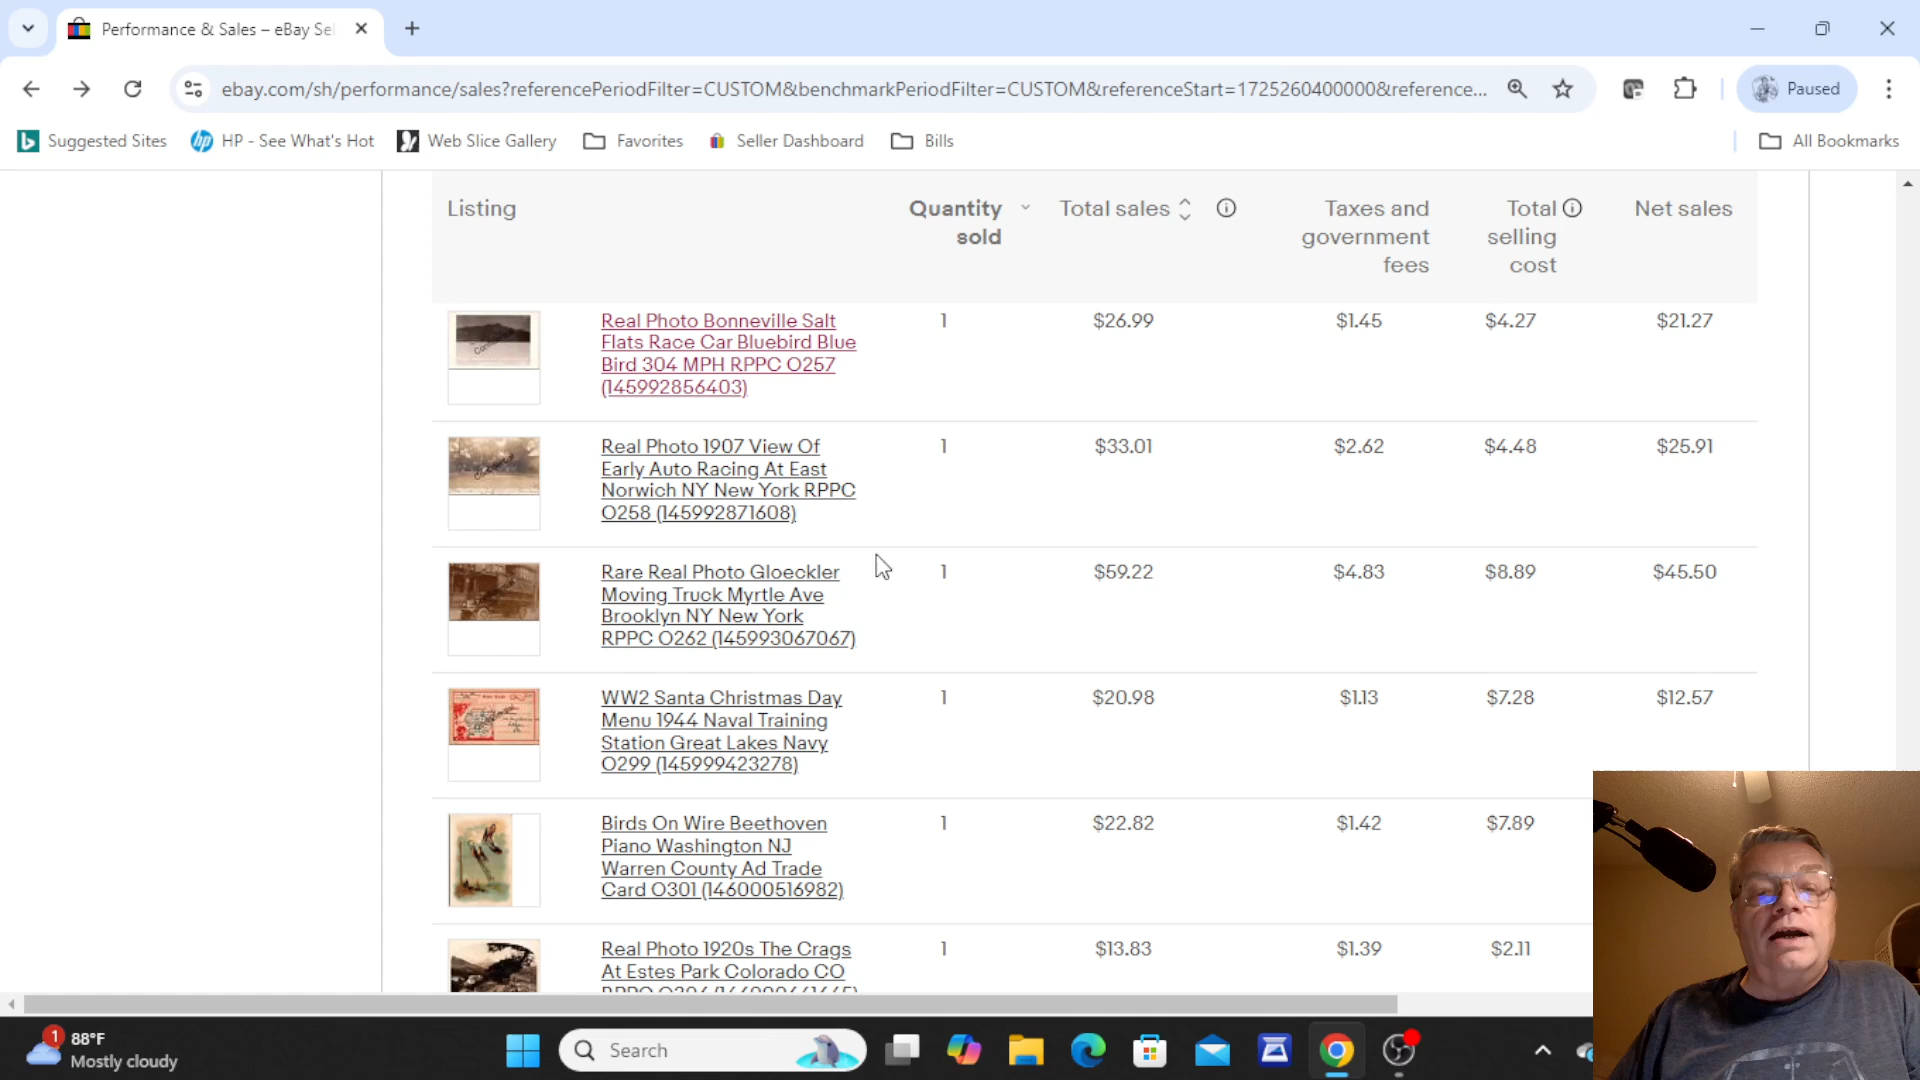 Performance & Sales – eBay Se
ebay.com/sh/performance/sales?referencePeriodFilter=CUSTOM&benchmarkPeriodFilter=CUSTOM&referenceStart=1725260400000&reference...
Paused
Suggested Sites
HP - See What's Hot
Web Slice Gallery
Favorites
Seller Dashboard
Bills
All Bookmarks
Listing
Quantity sold
Total sales
Taxes and government fees
Total selling cost
Net sales
Real Photo Bonneville Salt
Flats Race Car Bluebird Blue
Bird 304 MPH RPPC O257
(145992856403)
1 $26.99 $1.45 $4.27 $21.27
Real Photo 1907 View Of
Early Auto Racing At East
Norwich NY New York RPPC
O258 (145992871608)
1 $33.01 $2.62 $4.48 $25.91
Rare Real Photo Gloeckler
Moving Truck Myrtle Ave
Brooklyn NY New York
RPPC O262 (145993067067)
1 $59.22 $4.83 $8.89 $45.50
WW2 Santa Christmas Day
Menu 1944 Naval Training
Station Great Lakes Navy
O299 (145999423278)
1 $20.98 $1.13 $7.28 $12.57
Birds On Wire Beethoven
Piano Washington NJ
Warren County Ad Trade
Card O301 (146000516982)
1 $22.82 $1.42 $7.89
Real Photo 1920s The Crags
At Estes Park Colorado CO
1 $13.83 $1.39 $2.11
1
88°F
Mostly cloudy
Search